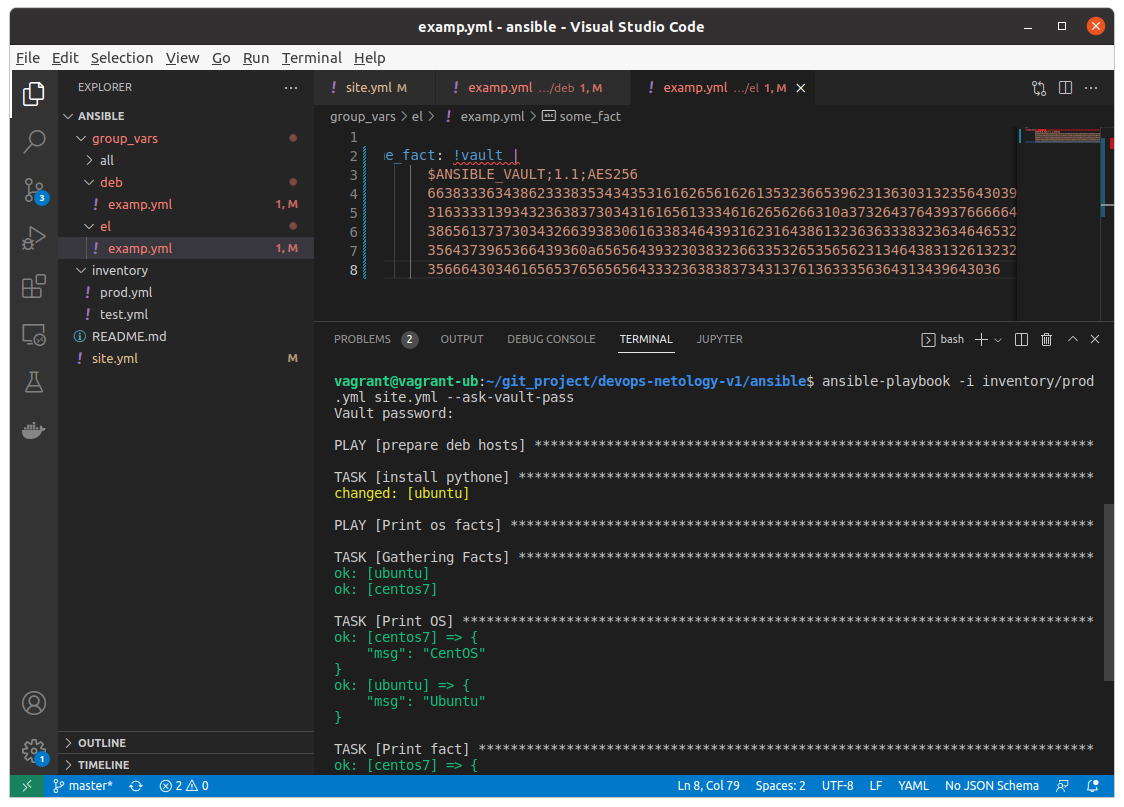 exampl.yml - ansible - Visual Studio Code
File Edit Selection View Go Run Terminal Help
EXPLORER
site.yml M
examp.yml .../deb 1, M
examp.yml .../el 1, M
ANSIBLE
group_vars
all
deb
examp.yml 1, M
el
examp.yml 1, M
inventory
prod.yml
test.yml
README.md
site.yml M
OUTLINE
TIMELINE
3
1
group_vars > el > ! examp.yml > abc some_fact
1
2 e_fact: !vault |
3 $ANSIBLE_VAULT;1.1;AES256
4
5
6
7
8
PROBLEMS 2 OUTPUT DEBUG CONSOLE TERMINAL JUPYTER
bash
vagrant@vagrant-ub:~/git_project/devops-netology-v1/ansible$ ansible-playbook -i inventory/prod
.yml site.yml --ask-vault-pass
Vault password:
PLAY [prepare deb hosts] **********************************************************************
TASK [install pythone] ************************************************************************
changed: [ubuntu]
PLAY [Print os facts] *************************************************************************
TASK [Gathering Facts] ************************************************************************
ok: [ubuntu]
ok: [centos7]
TASK [Print OS] *******************************************************************************
ok: [centos7] => {
"msg": "CentOS"
}
ok: [ubuntu] => {
"msg": "Ubuntu"
}
TASK [Print fact] *****************************************************************************
ok: [centos7] => {
master* 2 0 Ln 8, Col 79 Spaces: 2 UTF-8 LF YAML No JSON Schema